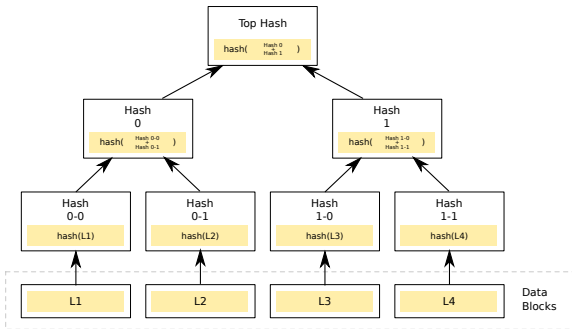 Top Hash
hash( Hash 0 + Hash 1 )
Hash
0
hash( Hash 0-0 + Hash 0-1 )
Hash
1
hash( Hash 1-0 + Hash 1-1 )
Hash
0-0
hash(L1)
Hash
0-1
hash(L2)
Hash
1-0
hash(L3)
Hash
1-1
hash(L4)
L1
L2
L3
L4
Data
Blocks